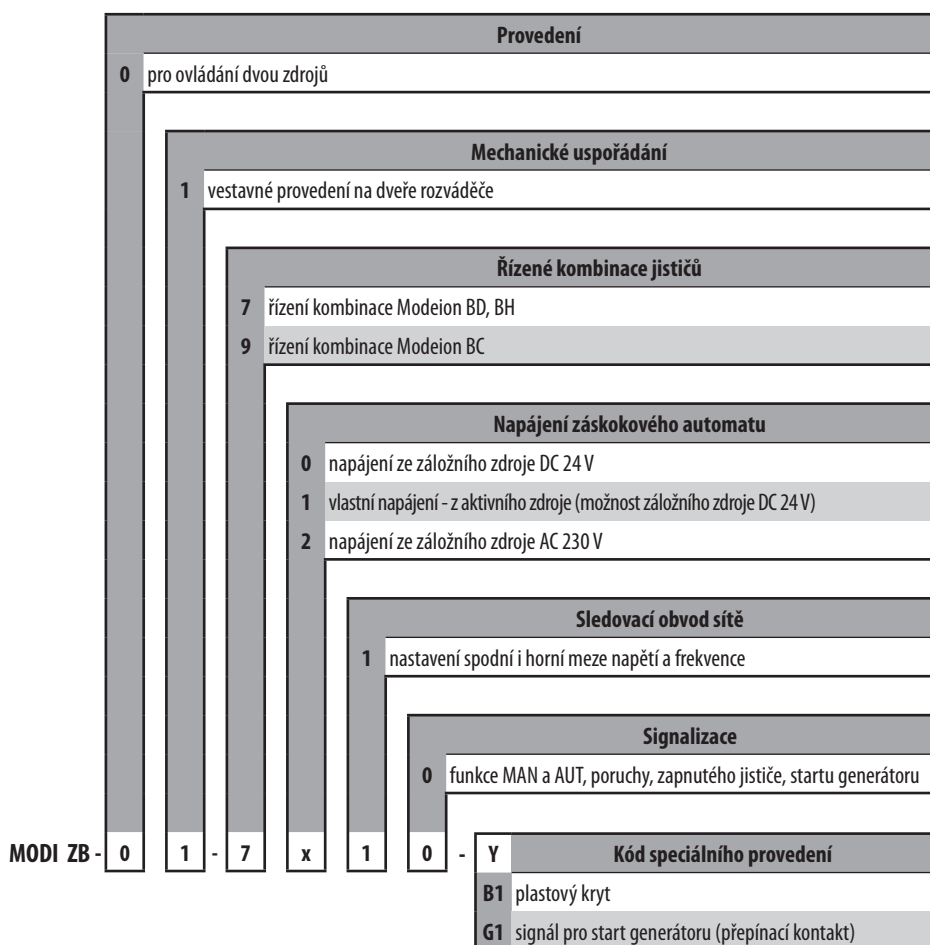 Provedení
0 pro ovládání dvou zdrojů
Mechanické uspořádání
1 vestavné provedení na dveře rozváděče
Řízené kombinace jističů
7 řízení kombinace Modeion BD, BH
9 řízení kombinace Modeion BC
Napájení záskokového automatu
0 napájení ze záložního zdroje DC 24 V
1 vlastní napájení - z aktivního zdroje (možnost záložního zdroje DC 24 V)
2 napájení ze záložního zdroje AC 230 V
Sledovací obvod sítě
1 nastavení spodní i horní meze napětí a frekvence
Signalizace
0 funkce MAN a AUT, poruchy, zapnutého jističe, startu generátoru
MODI ZB - 0 1 - 7 x 1 0 - Y Kód speciálního provedení
B1 plastový kryt
G1 signál pro start generátoru (přepínací kontakt)